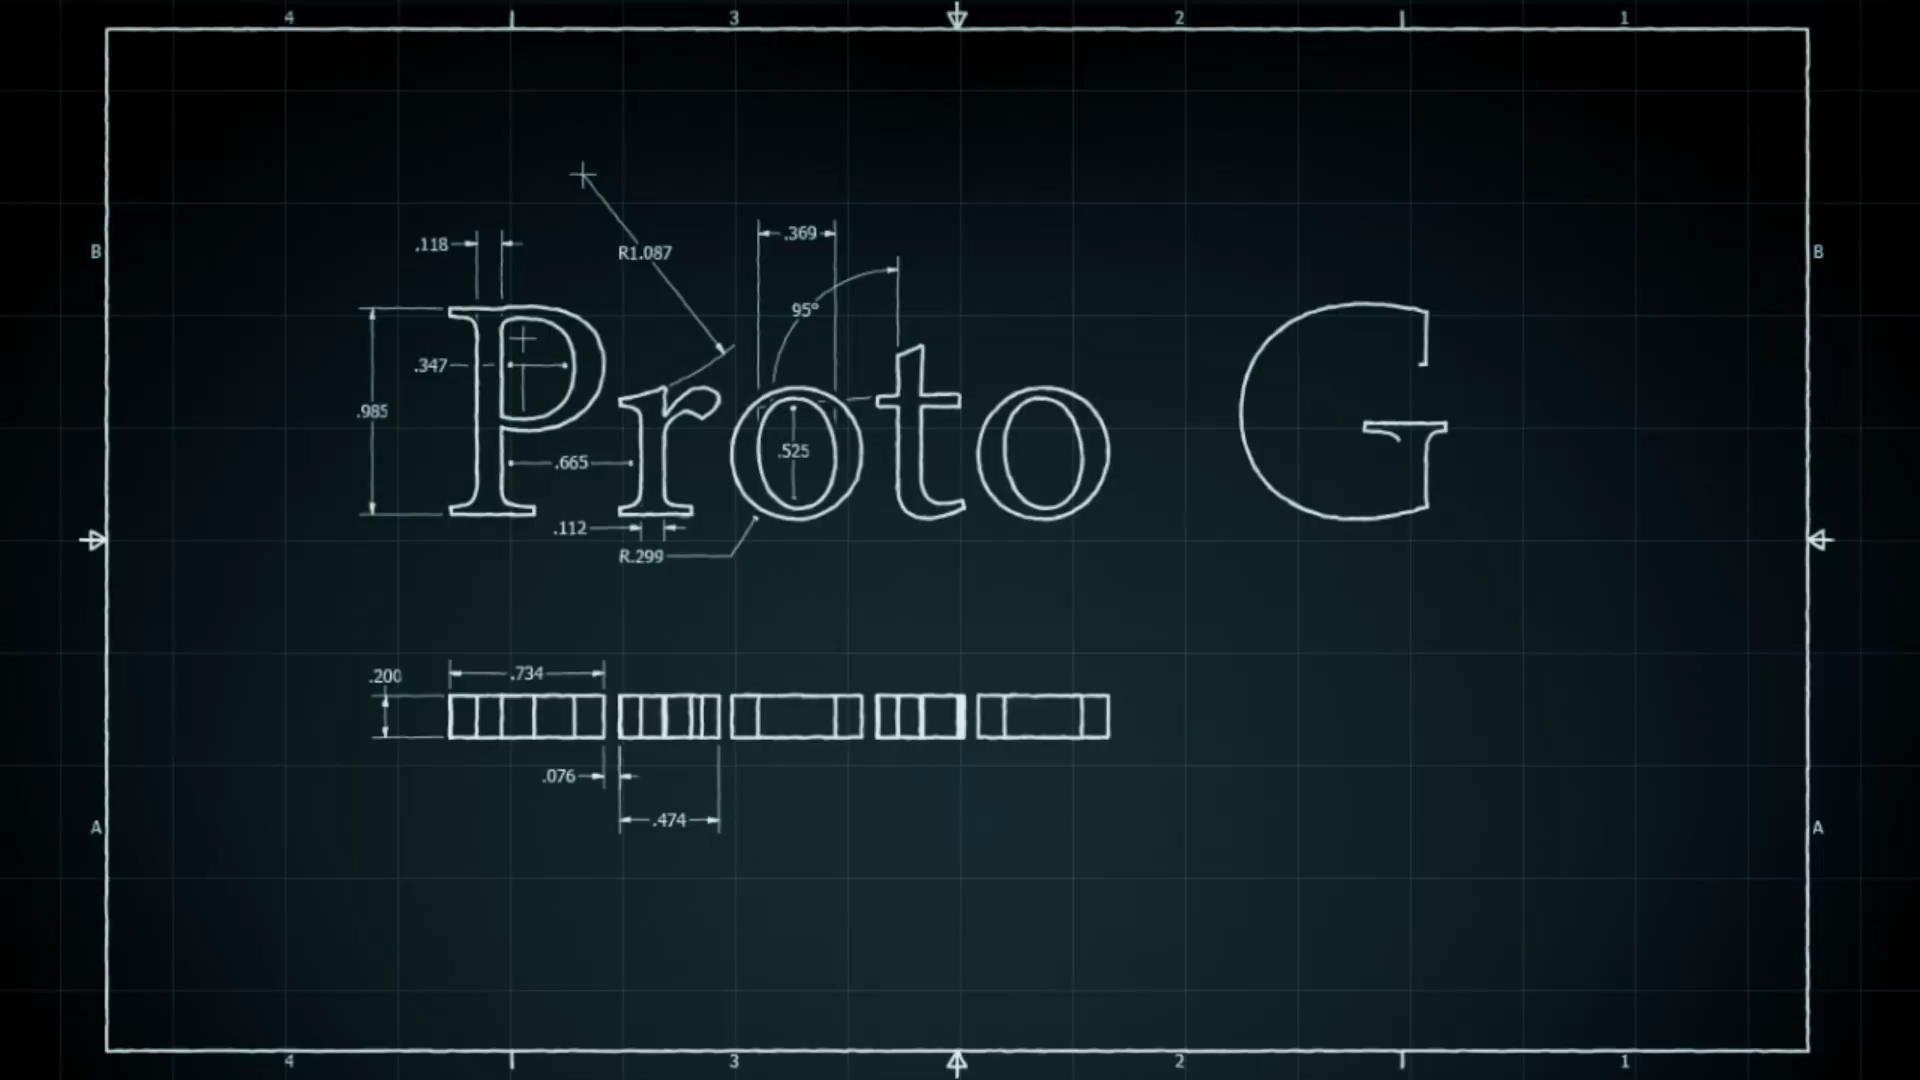 4 3 2 1
.369
.118
B R1.087 B
95°
.347
.985
.525
.665
.112
R.299
.200 .734
.076
.474
A A
4 3 2 1
Proto G